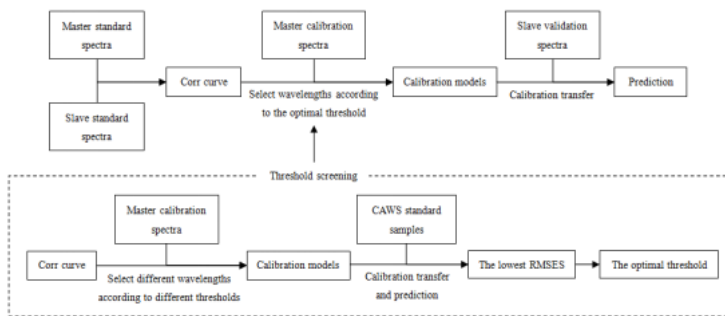 Master standard
spectra
Master calibration
spectra
Slave validation
spectra
Corr curve
Select wavelengths according
to the optimal threshold
Calibration models
Calibration transfer
Prediction
Slave standard
spectra
Threshold screening
Master calibration
spectra
CAWS standard
samples
Corr curve
Select different wavelengths
according to different thresholds
Calibration models
Calibration transfer
and prediction
The lowest RMSES
The optimal threshold